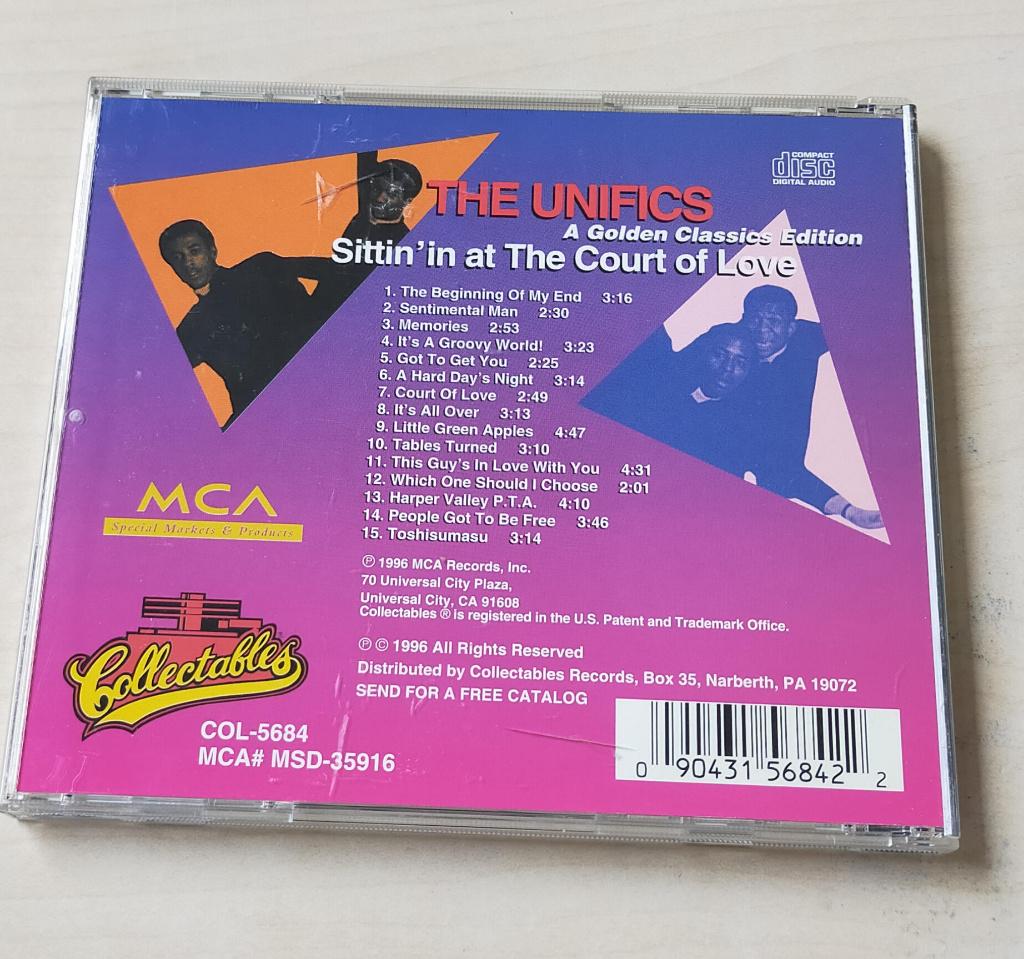 COMPACT
disc
DIGITAL AUDIO
THE UNIFICS
A Golden Classics Edition
Sittin' in at The Court of Love
1. The Beginning Of My End 3:16
2. Sentimental Man 2:30
3. Memories 2:53
4. It's A Groovy World! 3:23
5. Got To Get You 2:25
6. A Hard Day's Night 3:14
7. Court Of Love 2:49
8. It's All Over 3:13
9. Little Green Apples 4:47
10. Tables Turned 3:10
11. This Guy's In Love With You 4:31
12. Which One Should I Choose 2:01
13. Harper Valley P.T.A. 4:10
14. People Got To Be Free 3:46
15. Toshisumasu 3:14
MCA
Special Markets & Products
℗ 1996 MCA Records, Inc.
70 Universal City Plaza,
Universal City, CA 91608
Collectables ® is registered in the U.S. Patent and Trademark Office.
℗ © 1996 All Rights Reserved
Distributed by Collectables Records, Box 35, Narberth, PA 19072
SEND FOR A FREE CATALOG
Collectables
COL-5684
MCA# MSD-35916
0 90431 56842 2